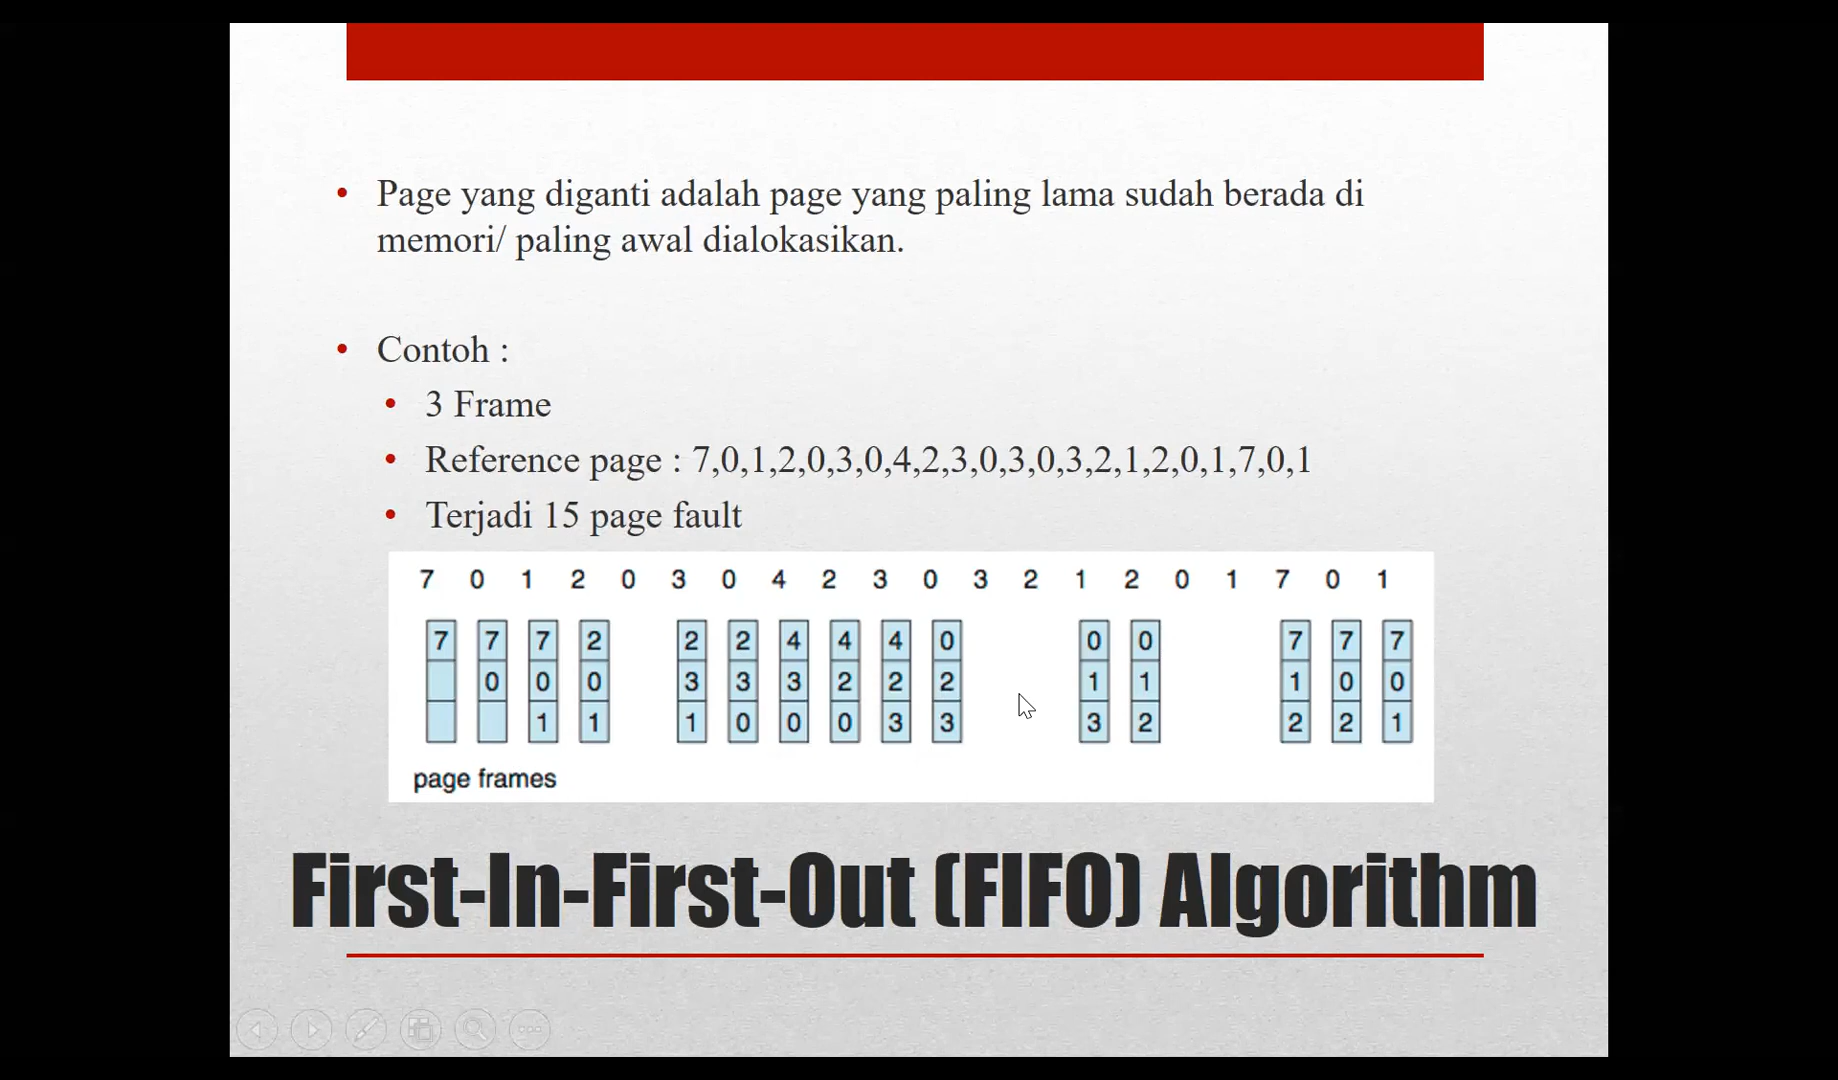 Page yang diganti adalah page yang paling lama sudah berada di
memori/ paling awal dialokasikan.
Contoh :
3 Frame
Reference page : 7,0,1,2,0,3,0,4,2,3,0,3,0,3,2,1,2,0,1,7,0,1
Terjadi 15 page fault
7 0 1 2 0 3 0 4 2 3 0 3 2 1 2 0 1 7 0 1
7 7 7 2 2 2 4 4 4 0 0 0 7 7 7
0 0 0 3 3 3 2 2 2 1 1 1 0 0
1 1 1 0 0 0 3 3 3 2 2 2 1
page frames
First-In-First-Out (FIFO) Algorithm